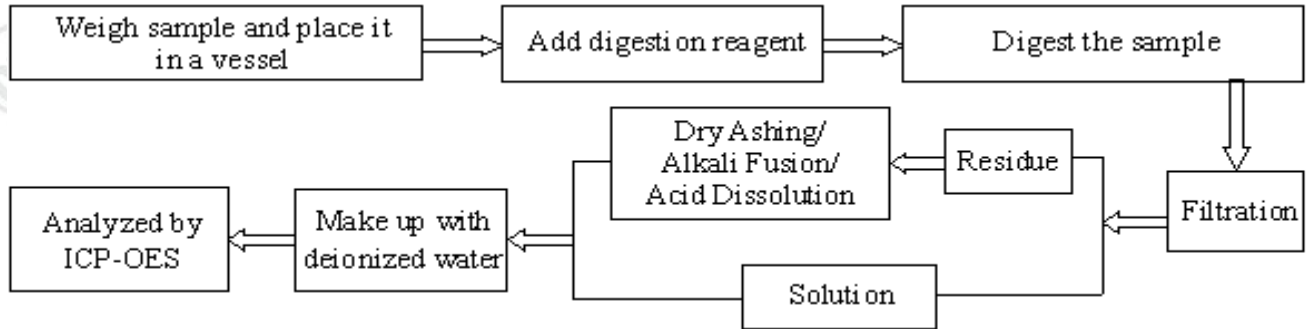 Weigh sample and place it
in a vessel
Add digestion reagent
Digest the sample
Dry Ashing/
Alkali Fusion/
Acid Dissolution
Residue
Filtration
Analyzed by
ICP-OES
Make up with
deionized water
Solution